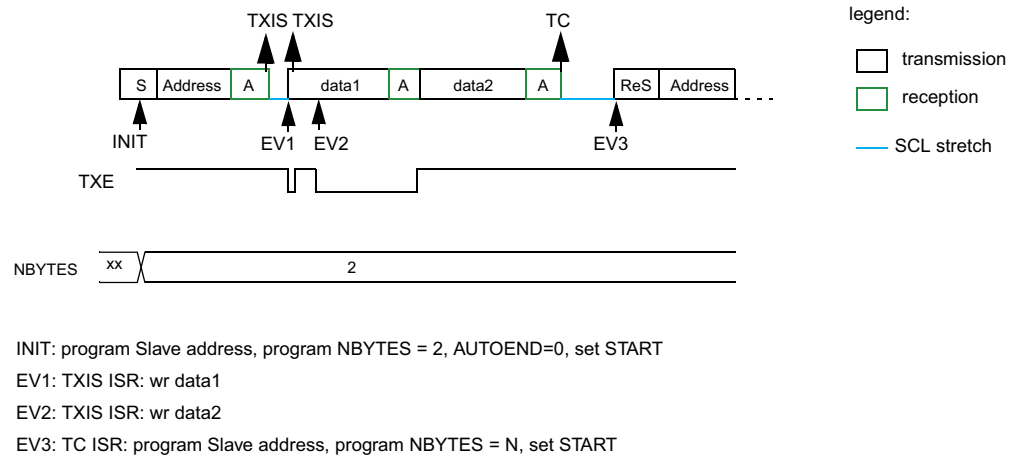 TXIS TXIS TC legend:
S Address A data1 A data2 A ReS Address transmission
reception
INIT EV1 EV2 EV3 SCL stretch
TXE
NBYTES xx 2
INIT: program Slave address, program NBYTES = 2, AUTOEND=0, set START
EV1: TXIS ISR: wr data1
EV2: TXIS ISR: wr data2
EV3: TC ISR: program Slave address, program NBYTES = N, set START